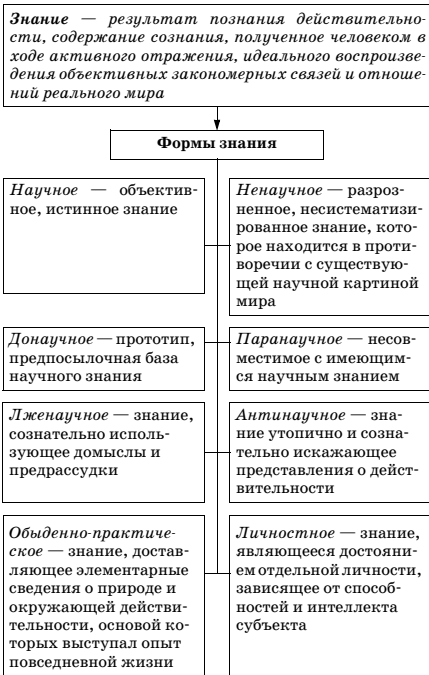 Знание — результат познания действительно-
сти, содержание сознания, полученное человеком в
ходе активного отражения, идеального воспроизве-
дения объективных закономерных связей и отноше-
ний реального мира
Формы знания
Научное — объектив-
ное, истинное знание
Ненаучное — разроз-
ненное, несистематизи-
рованное знание, кото-
рое находится в проти-
воречии с существую-
щей научной картиной
мира
Донаучное — прототип,
предпосылочная база
научного знания
Паранаучное — несов-
местимое с имеющим-
ся научным знанием
Лженаучное — знание,
сознательно исполь-
зующее домыслы и
предрассудки
Антинаучное — зна-
ние утопично и созна-
тельно искажающее
представления о дейст-
вительности
Обыденно-практиче-
ское — знание, достав-
ляющее элементарные
сведения о природе и
окружающей действи-
тельности, основой ко-
торых выступал опыт
повседневной жизни
Личностное — знание,
являющееся достояни-
ем отдельной личности,
зависящее от способ-
ностей и интеллекта
субъекта